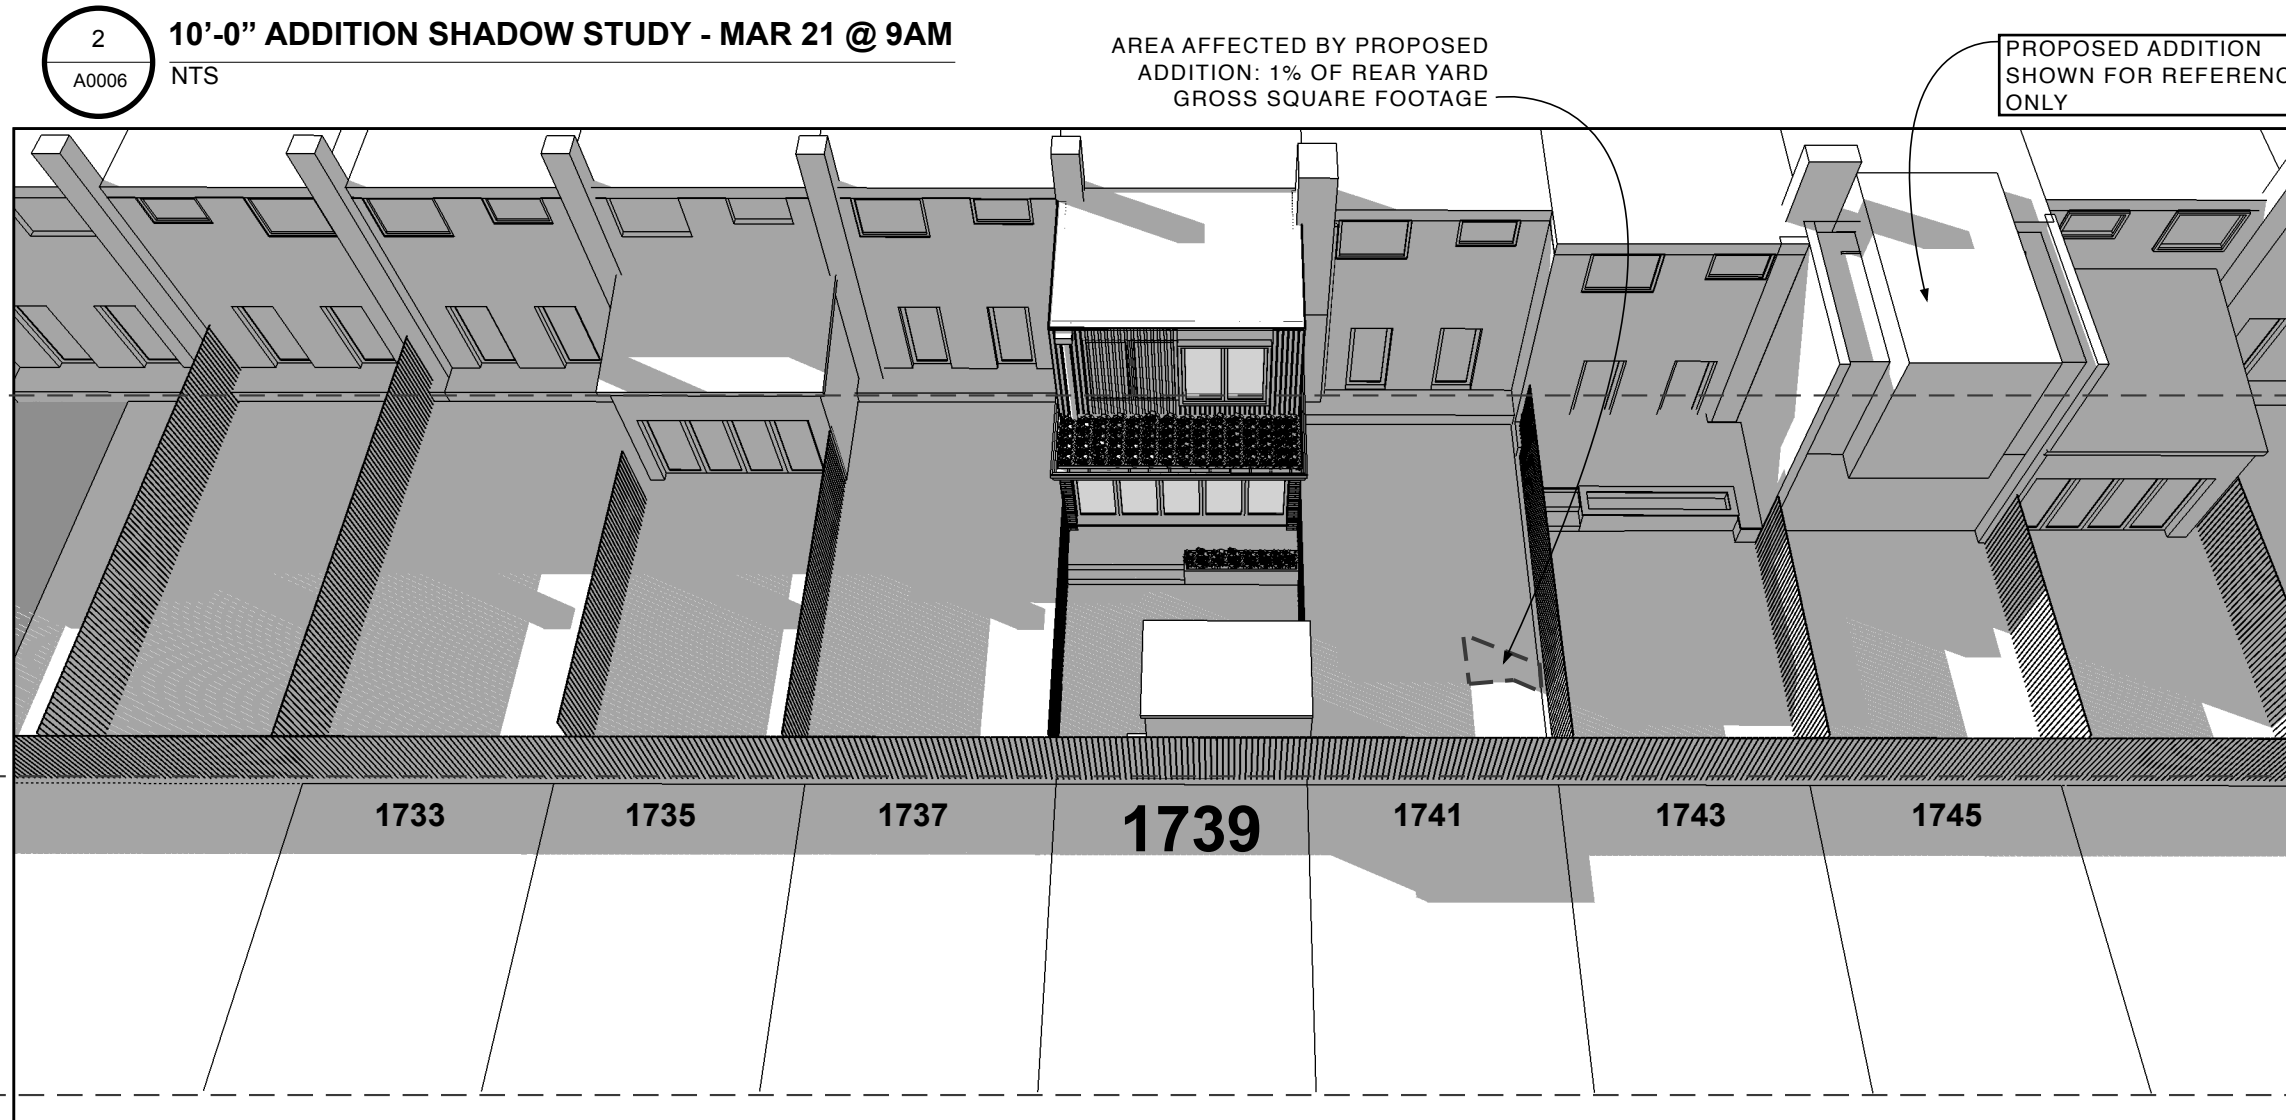 2
A0006
10’-0” ADDITION SHADOW STUDY - MAR 21 @ 9AM
NTS
AREA AFFECTED BY PROPOSED
ADDITION: 1% OF REAR YARD
GROSS SQUARE FOOTAGE
PROPOSED ADDITION
SHOWN FOR REFERENC
ONLY
1733
1735
1737
1739
1741
1743
1745